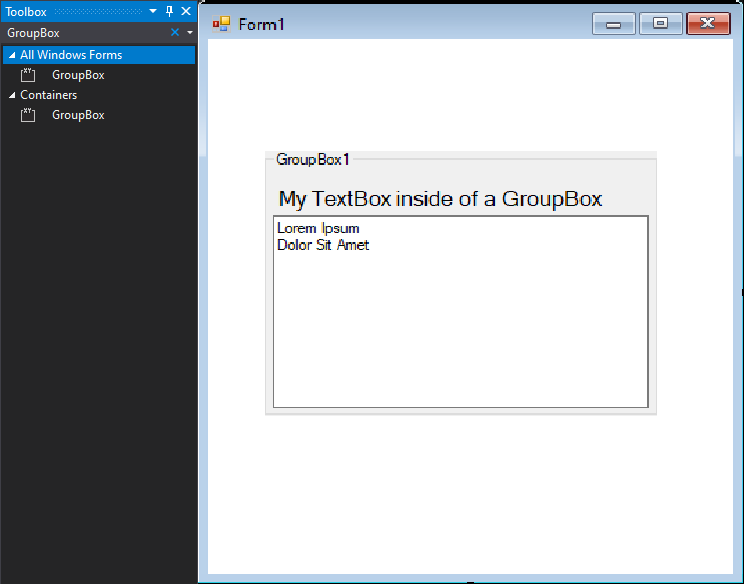 Toolbox
GroupBox
All Windows Forms
GroupBox
Containers
GroupBox
Form1
GroupBox1
My TextBox inside of a GroupBox
Lorem Ipsum
Dolor Sit Amet